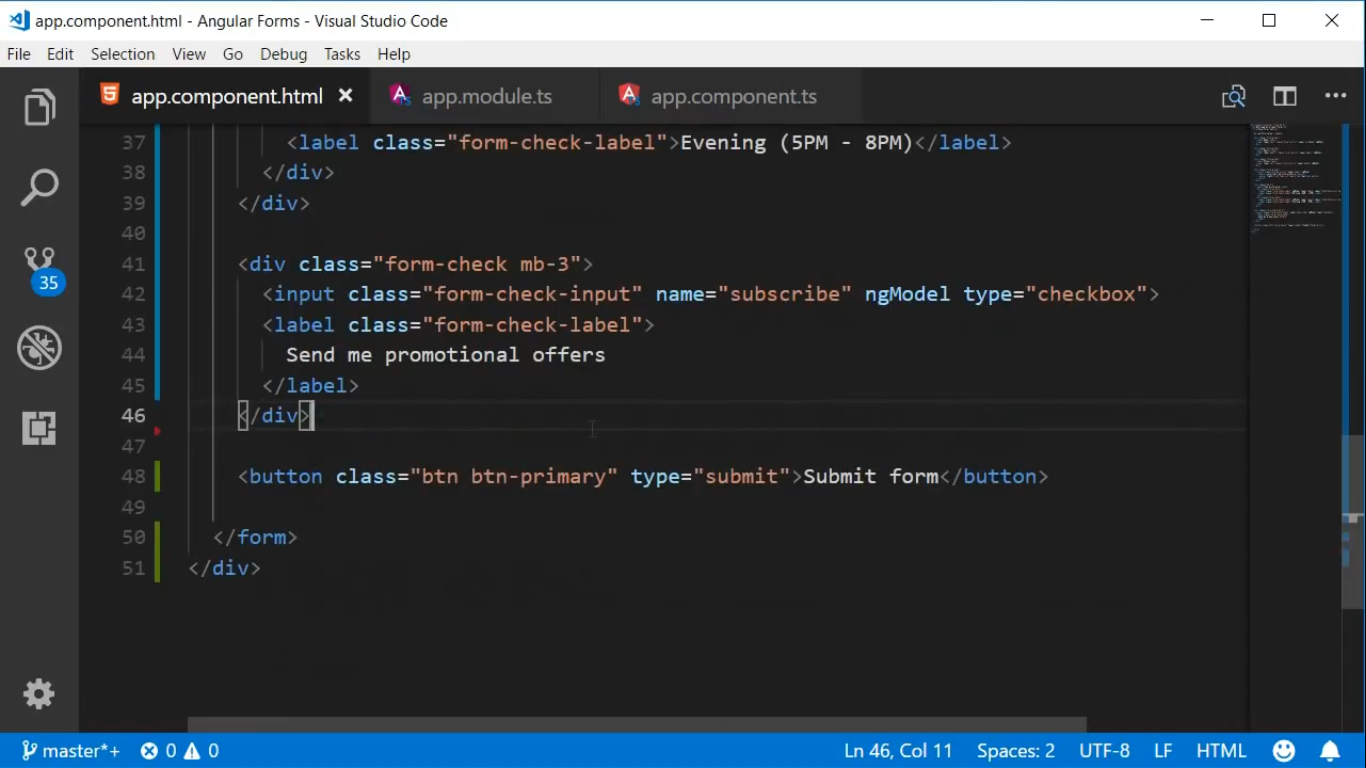 app.component.html - Angular Forms - Visual Studio Code
File Edit Selection View Go Debug Tasks Help
app.component.html app.module.ts app.component.ts
37 <label class="form-check-label">Evening (5PM - 8PM)</label>
38 </div>
39 </div>
40
41 <div class="form-check mb-3">
42 <input class="form-check-input" name="subscribe" ngModel type="checkbox">
43 <label class="form-check-label">
44 Send me promotional offers
45 </label>
46 </div>
47
48 <button class="btn btn-primary" type="submit">Submit form</button>
49
50 </form>
51 </div>
35
master*+ 0 0 Ln 46, Col 11 Spaces: 2 UTF-8 LF HTML